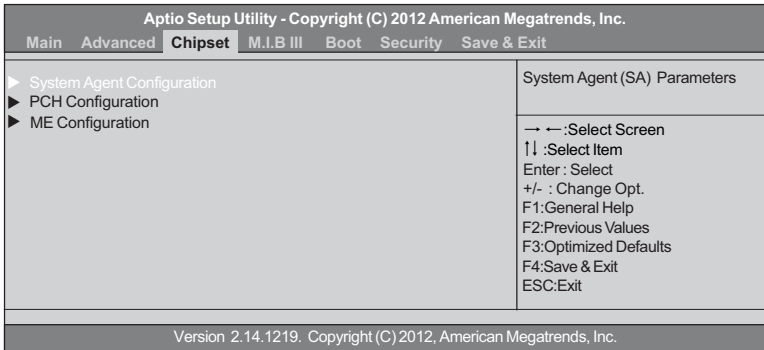 Aptio Setup Utility - Copyright (C) 2012 American Megatrends, Inc.
Main Advanced Chipset M.I.B III Boot Security Save & Exit
▶ System Agent Configuration
▶ PCH Configuration
▶ ME Configuration
System Agent (SA) Parameters
→ ←:Select Screen
↑↓ :Select Item
Enter : Select
+/- : Change Opt.
F1:General Help
F2:Previous Values
F3:Optimized Defaults
F4:Save & Exit
ESC:Exit
Version 2.14.1219. Copyright (C) 2012, American Megatrends, Inc.